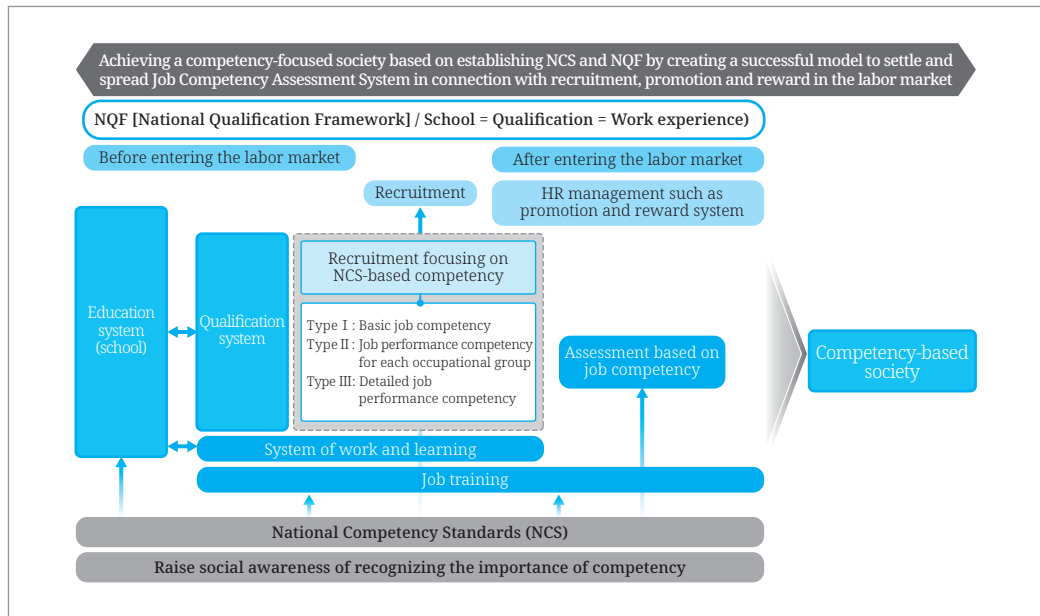 Achieving a competency-focused society based on establishing NCS and NQF by creating a successful model to settle and
spread Job Competency Assessment System in connection with recruitment, promotion and reward in the labor market
NQF [National Qualification Framework] / School = Qualification = Work experience)
Before entering the labor market
After entering the labor market
Recruitment
HR management such as
promotion and reward system
Education
system
(school)
Qualification
system
Recruitment focusing on
NCS-based competency
Type Ⅰ : Basic job competency
Type Ⅱ : Job performance competency
for each occupational group
Type Ⅲ : Detailed job
performance competency
Assessment based on
job competency
Competency-based
society
System of work and learning
Job training
National Competency Standards (NCS)
Raise social awareness of recognizing the importance of competency